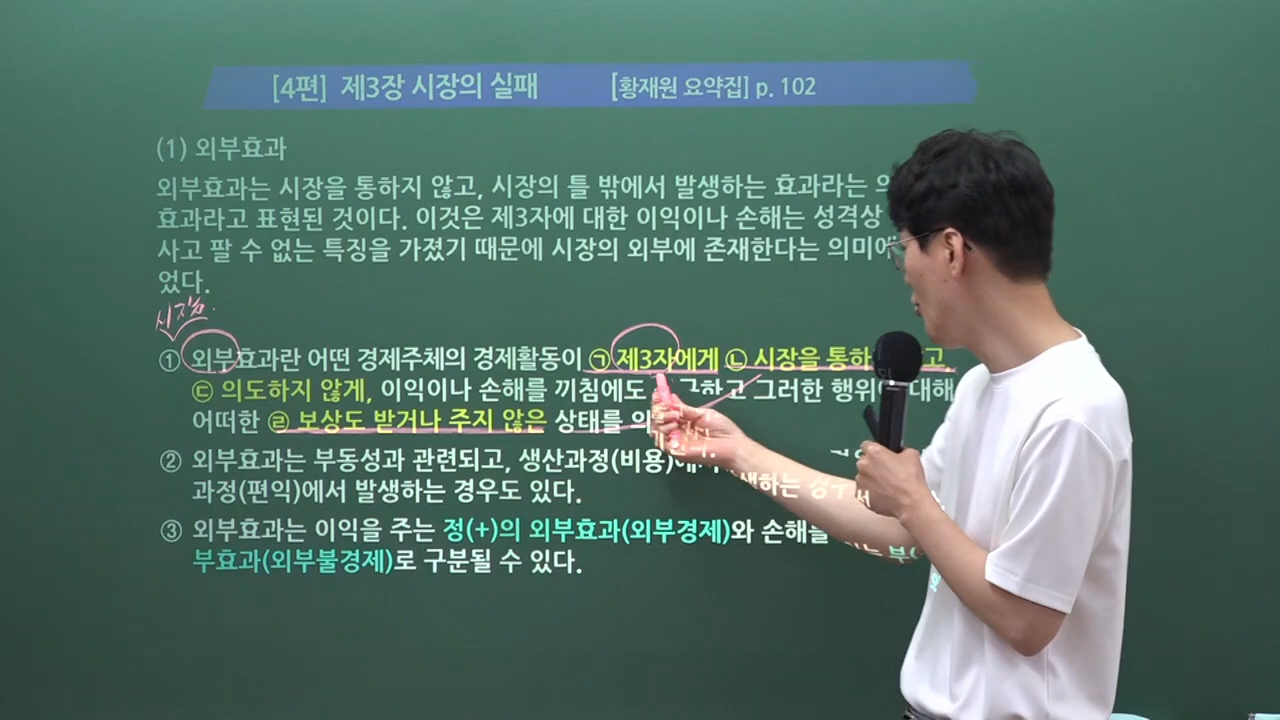 [4편] 제3장 시장의 실패 [황재원 요약집] p. 102
(1) 외부효과
외부효과는 시장을 통하지 않고, 시장의 틀 밖에서 발생하는 효과라는
효과라고 표현된 것이다. 이것은 제3자에 대한 이익이나 손해는 성격상
사고 팔 수 없는 특징을 가졌기 때문에 시장의 외부에 존재한다는
었다.
시장
① 외부효과란 어떤 경제주체의 경제활동이 ㉠ 제3자에게 ㉡ 시장을
㉢ 의도하지 않게, 이익이나 손해를 끼침에도 그러한
어떠한 ㉣ 보상도 받거나 주지 않은 상태를
② 외부효과는 부동성과 관련되고, 생산과정(비용)
과정(편익)에서 발생하는 경우도 있다.
③ 외부효과는 이익을 주는 정(+)의 외부효과(외부경제)와 손해를
부효과(외부불경제)로 구분될 수 있다.